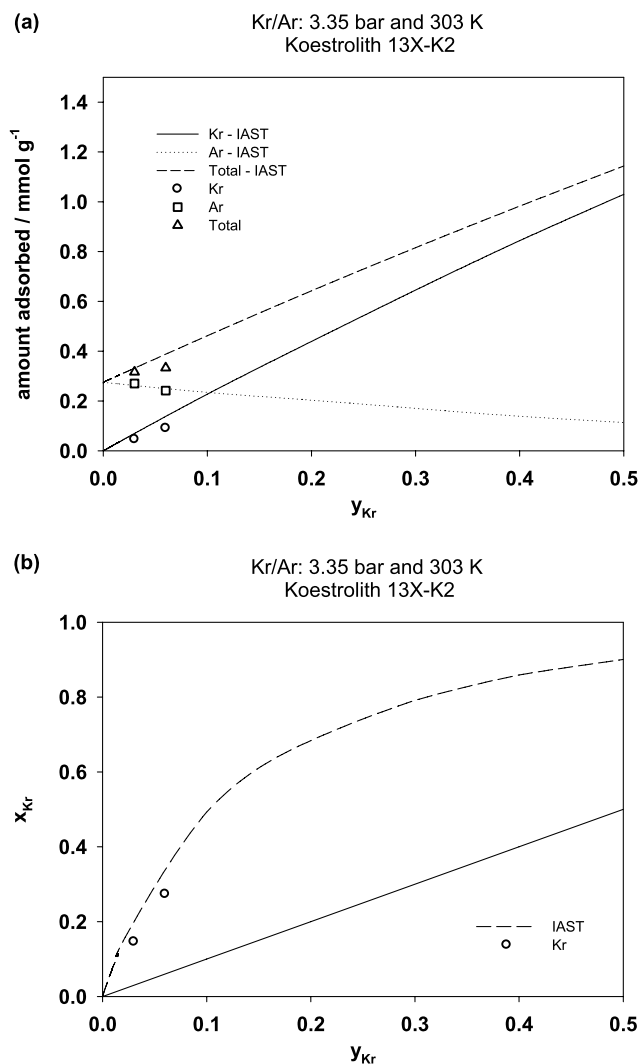 (a)
Kr/Ar: 3.35 bar and 303 K
Koestrolith 13X-K2
amount adsorbed / mmol g-1
1.4
1.2
1.0
0.8
0.6
0.4
0.2
0.0
Kr - IAST
Ar - IAST
Total - IAST
Kr
Ar
Total
0.0 0.1 0.2 0.3 0.4 0.5
yKr
(b)
Kr/Ar: 3.35 bar and 303 K
Koestrolith 13X-K2
xKr
1.0
0.8
0.6
0.4
0.2
0.0
IAST
Kr
0.0 0.1 0.2 0.3 0.4 0.5
yKr